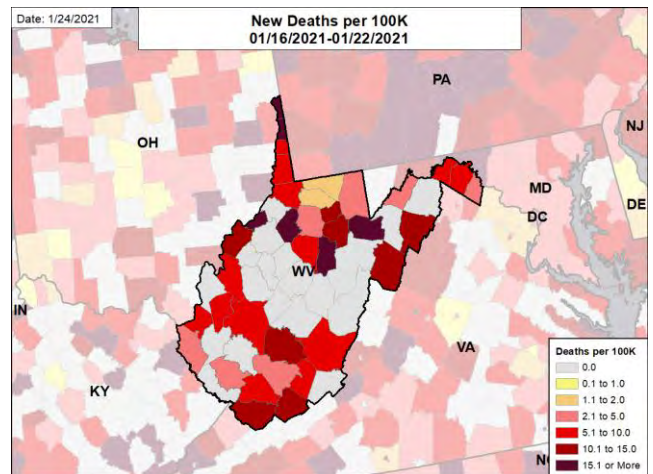 Date: 1/24/2021
New Deaths per 100K
01/16/2021-01/22/2021
PA
OH
NJ
MD
DC
DE
WV
IN
VA
KY
Deaths per 100K
0.0
0.1 to 1.0
1.1 to 2.0
2.1 to 5.0
5.1 to 10.0
10.1 to 15.0
15.1 or More